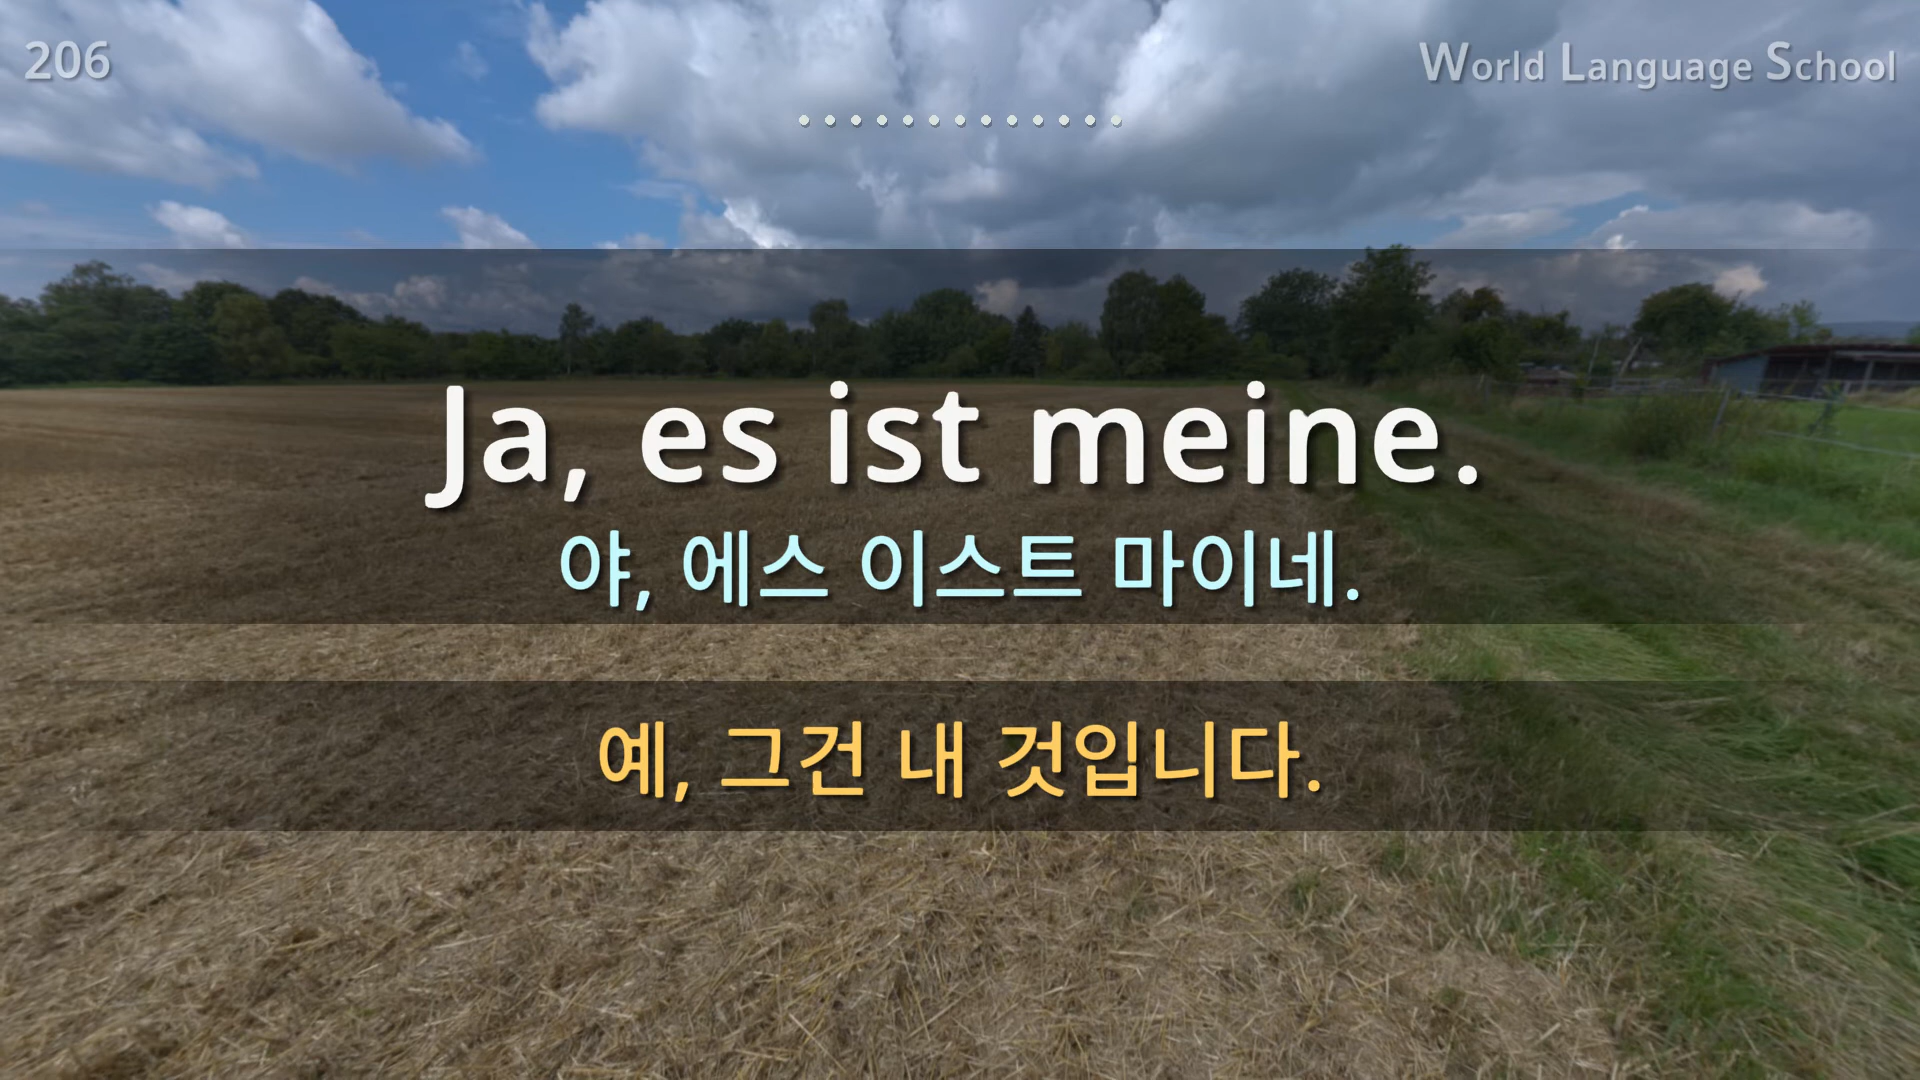 206
World Language School
Ja, es ist meine.
야, 에스 이스트 마이네.
예, 그건 내 것입니다.